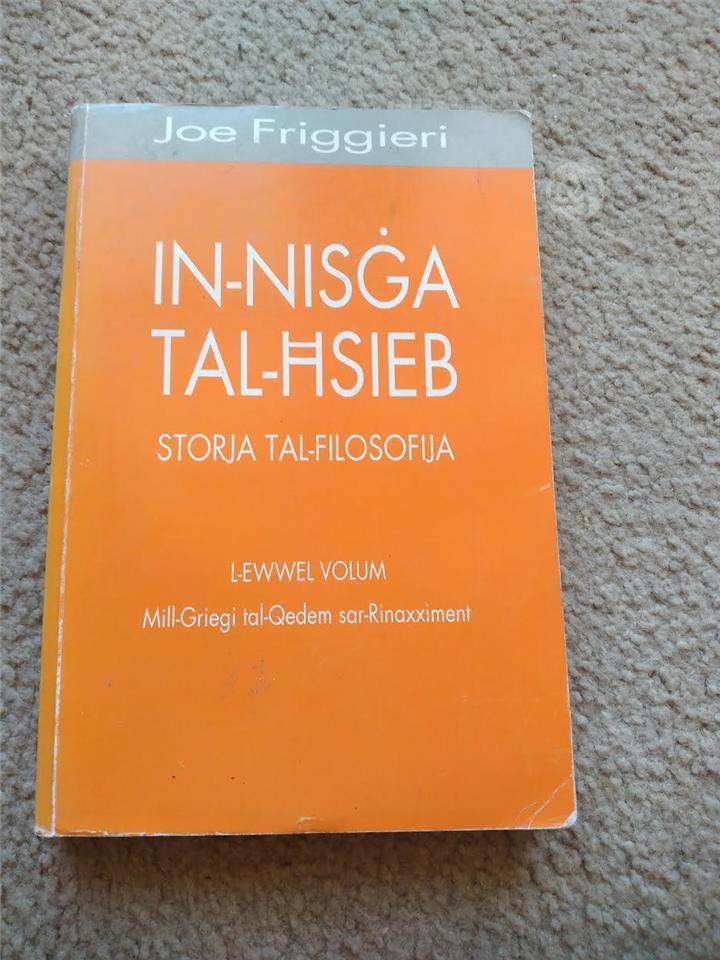 Joe Friggieri
IN-NISĠA
TAL-ĦSIEB
STORJA TAL-FILOSOFIJA
L-EWWEL VOLUM
Mill-Griegi tal-Qedem sar-Rinaxximent